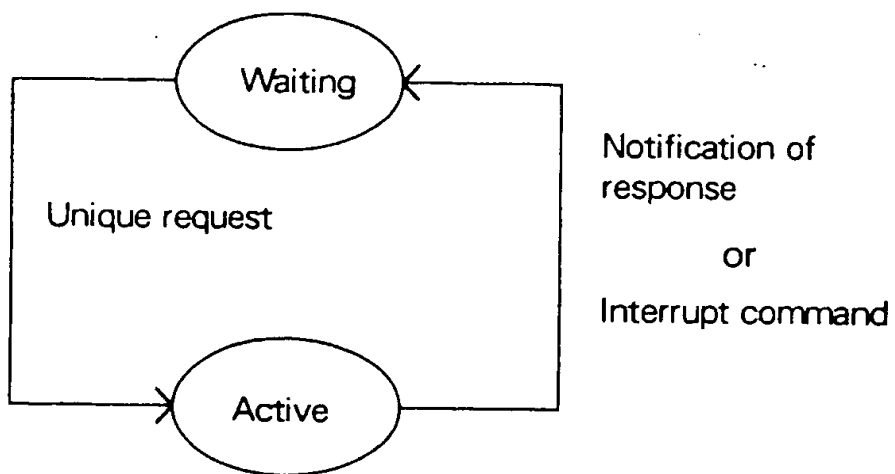 Waiting
Notification of
response
Unique request
or
Interrupt command
Active